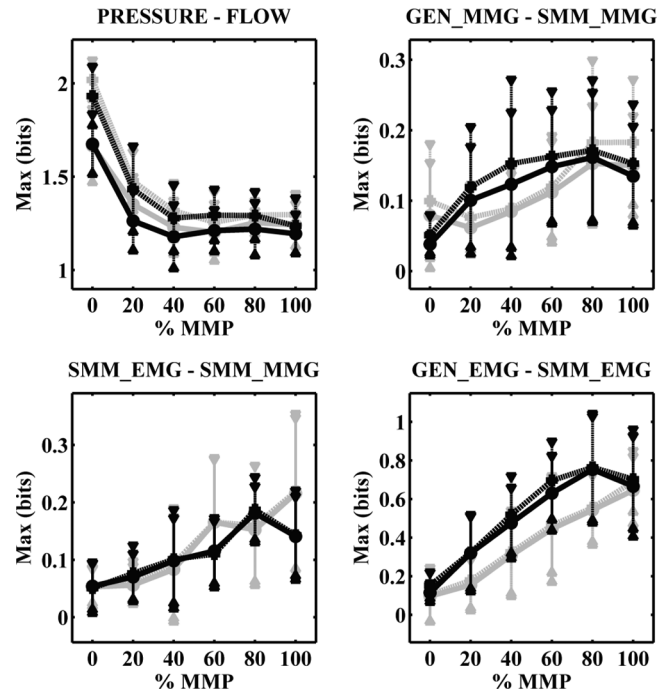 PRESSURE - FLOW
GEN_MMG - SMM_MMG
Max (bits)
2
1.5
1
0 20 40 60 80 100
% MMP
Max (bits)
0.3
0.2
0.1
0
0 20 40 60 80 100
% MMP
SMM_EMG - SMM_MMG
GEN_EMG - SMM_EMG
Max (bits)
0.3
0.2
0.1
0
0 20 40 60 80 100
% MMP
Max (bits)
1
0.8
0.6
0.4
0.2
0
0 20 40 60 80 100
% MMP